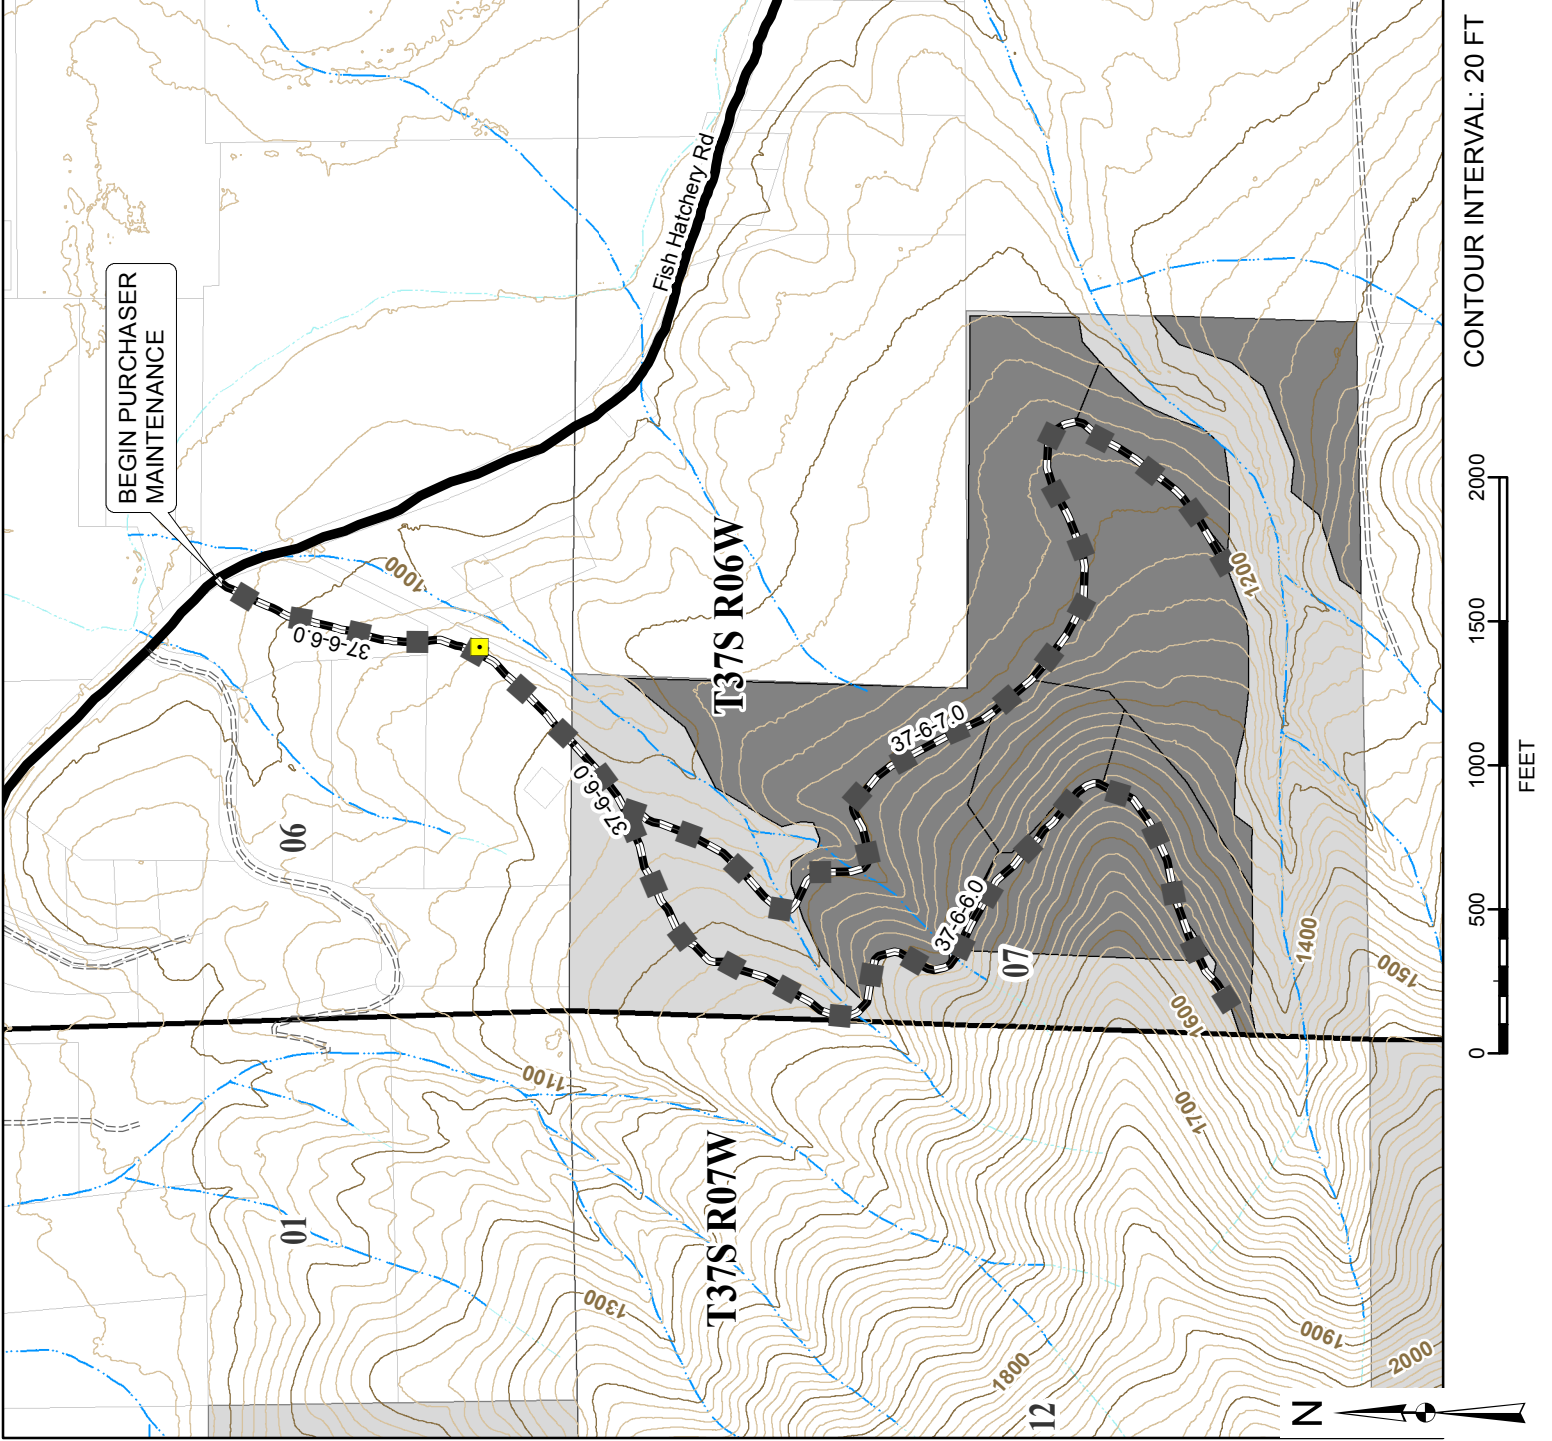 BEGIN PURCHASER
MAINTENANCE
37-6-6.0
1000
Fish Hatchery Rd
06
01
1100
37-6-6.0
T37S R06W
T37S R07W
1300
37-6-7.0
37-6-6.0
07
1200
1600
1700
1400
1500
1800
1900
2000
12
N
CONTOUR INTERVAL: 20 FT
0 500 1000 1500 2000
FEET